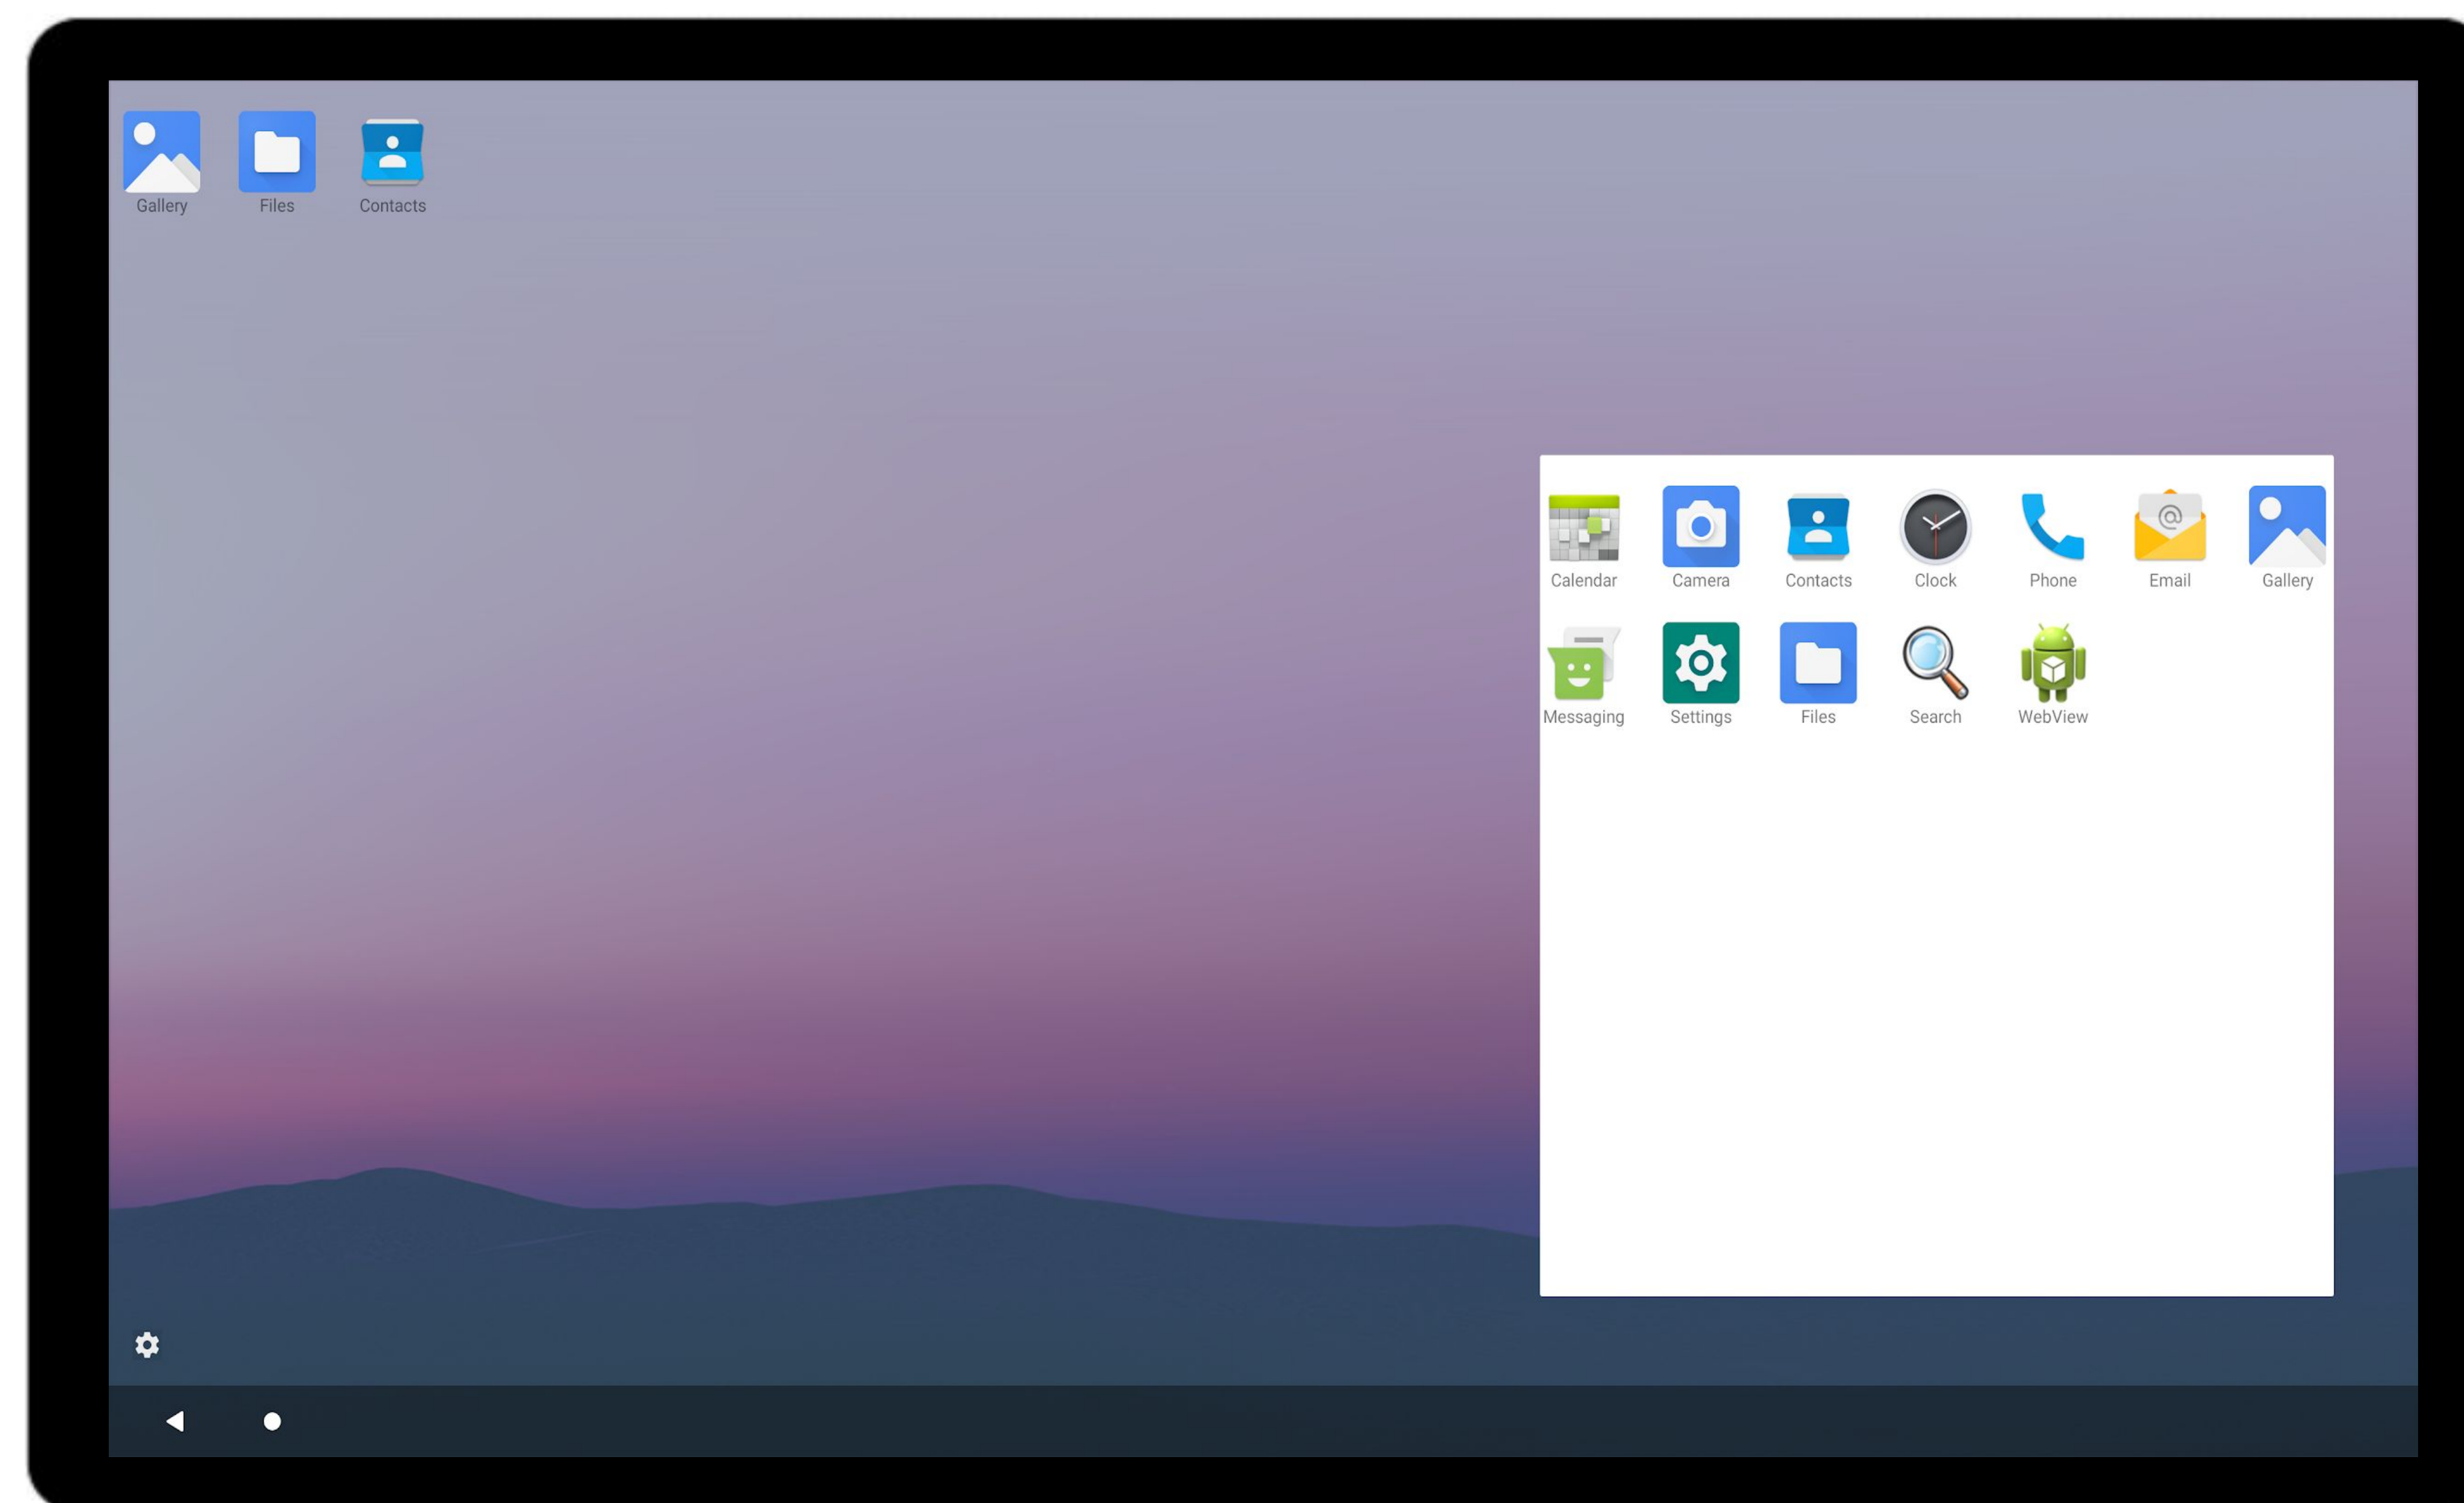 Gallery Files Contacts
Calendar Camera Contacts Clock Phone Email Gallery
Messaging Settings Files Search WebView